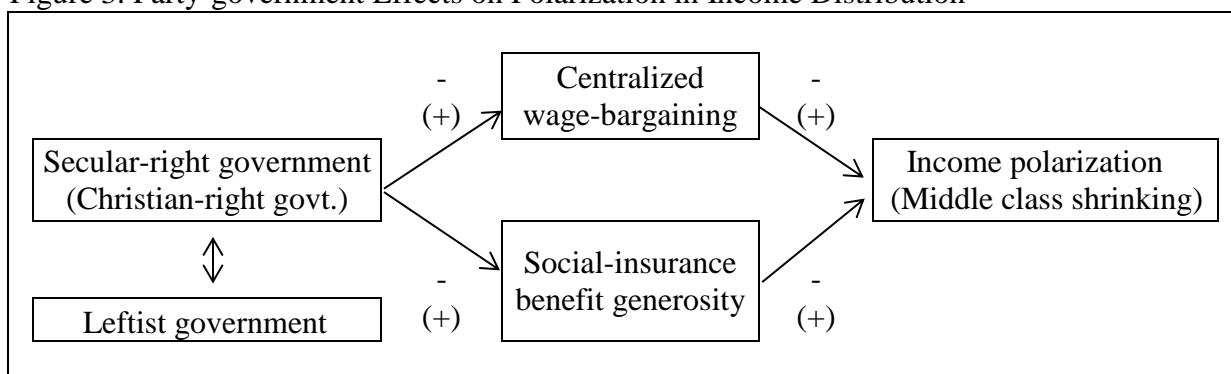 Figure 3. Party-government Effects on Polarization in Income Distribution
-
(+)
Centralized
wage-bargaining
-
(+)
Secular-right government
(Christian-right govt.)
Income polarization
(Middle class shrinking)
Social-insurance
benefit generosity
Leftist government
-
(+)
-
(+)